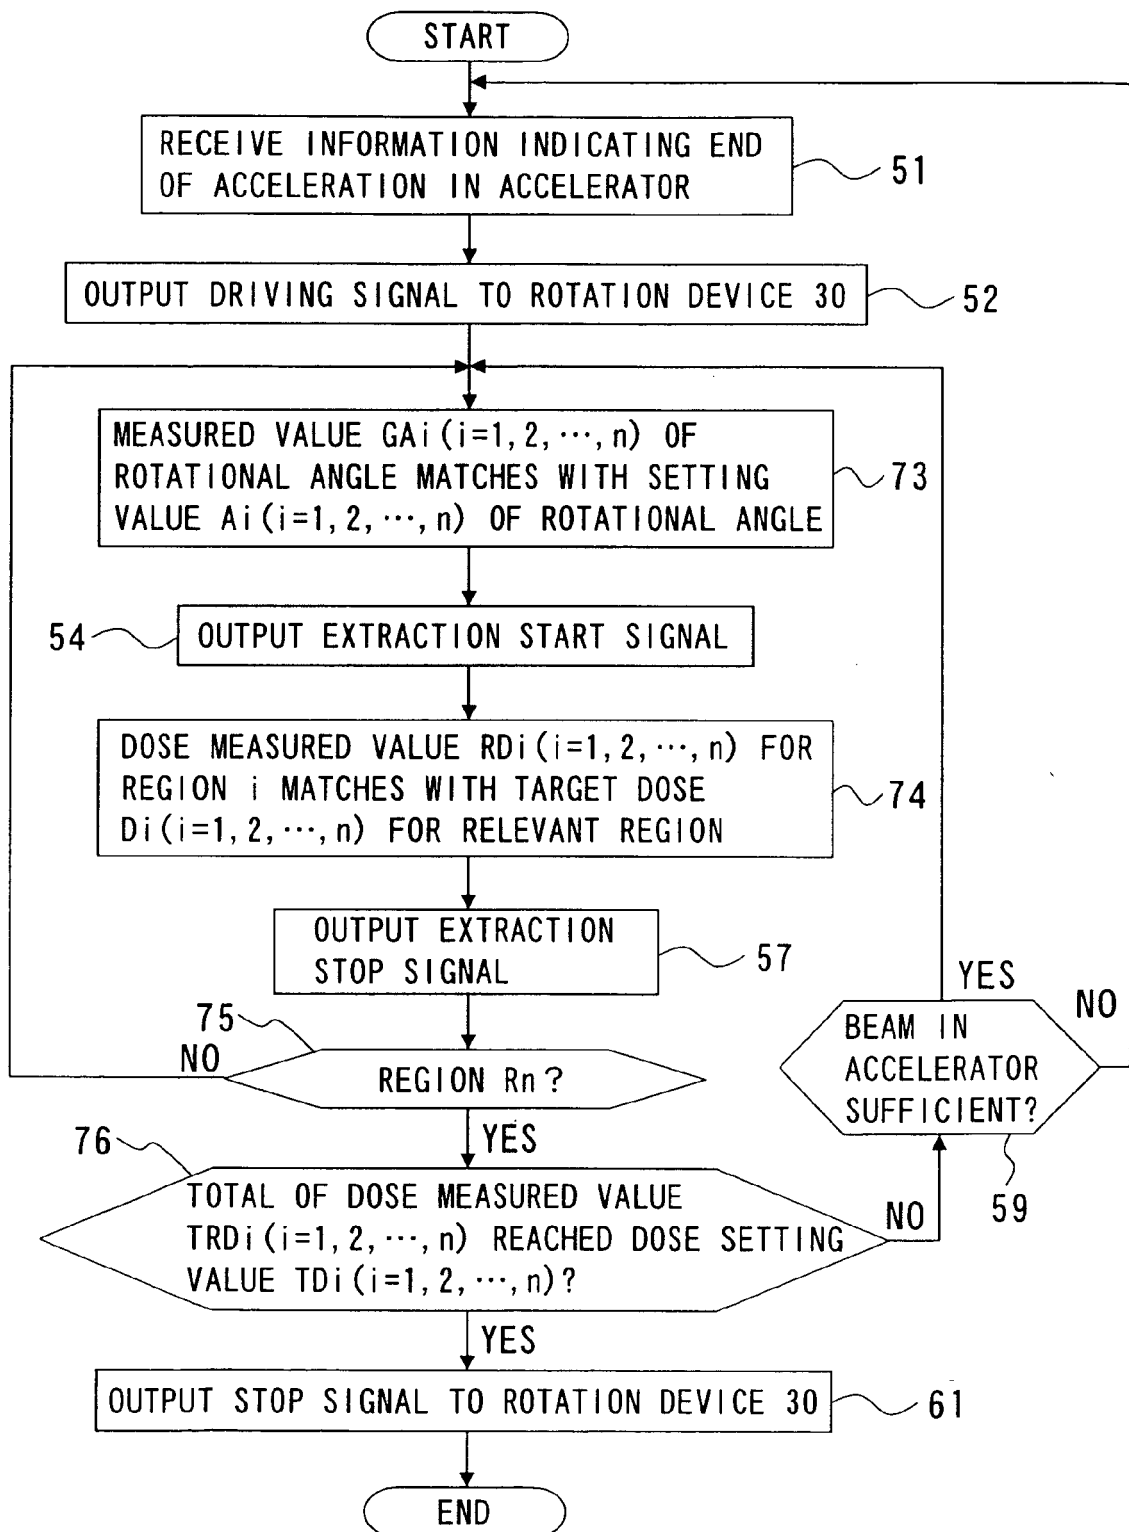 START
RECEIVE INFORMATION INDICATING END
OF ACCELERATION IN ACCELERATOR
51
OUTPUT DRIVING SIGNAL TO ROTATION DEVICE 30
52
MEASURED VALUE GAi(i=1,2,⋯,n) OF
ROTATIONAL ANGLE MATCHES WITH SETTING
VALUE Ai(i=1,2,⋯,n) OF ROTATIONAL ANGLE
73
54
OUTPUT EXTRACTION START SIGNAL
DOSE MEASURED VALUE RDi(i=1,2,⋯,n) FOR
REGION i MATCHES WITH TARGET DOSE
Di(i=1,2,⋯,n) FOR RELEVANT REGION
74
OUTPUT EXTRACTION
STOP SIGNAL
57
75
NO
REGION Rn?
YES
YES
NO
BEAM IN
ACCELERATOR
SUFFICIENT?
59
76
TOTAL OF DOSE MEASURED VALUE
TRDi(i=1,2,⋯,n) REACHED DOSE SETTING
VALUE TDi(i=1,2,⋯,n)?
NO
YES
OUTPUT STOP SIGNAL TO ROTATION DEVICE 30
61
END